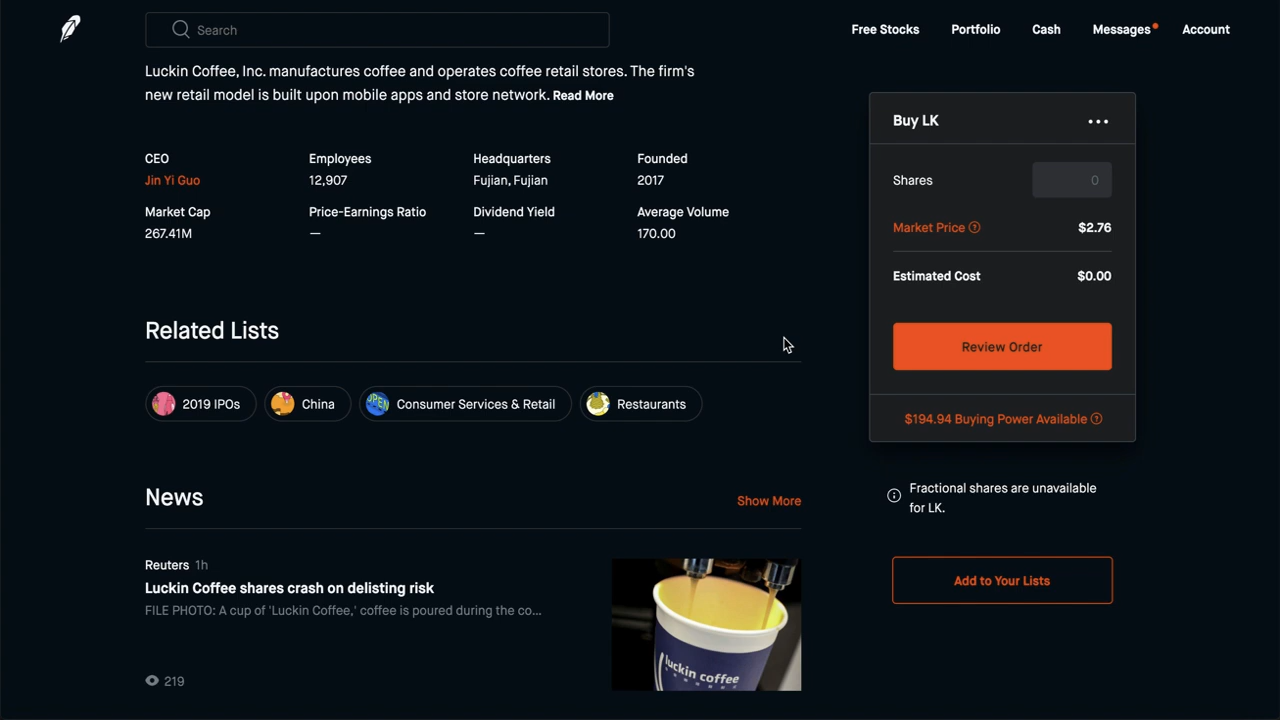 Search
Free Stocks
Portfolio
Cash
Messages
Account
Luckin Coffee, Inc. manufactures coffee and operates coffee retail stores. The firm's
new retail model is built upon mobile apps and store network. Read More
CEO
Employees
Headquarters
Founded
Jin Yi Guo
12,907
Fujian, Fujian
2017
Market Cap
Price-Earnings Ratio
Dividend Yield
Average Volume
267.41M
—
—
170.00
Related Lists
2019 IPOs
China
OPEN
Consumer Services & Retail
Restaurants
News
Show More
Reuters 1h
Luckin Coffee shares crash on delisting risk
FILE PHOTO: A cup of 'Luckin Coffee,' coffee is poured during the co...
219
luckin coffee
Buy LK
Shares
0
Market Price ?
$2.76
Estimated Cost
$0.00
Review Order
$194.94 Buying Power Available ?
Fractional shares are unavailable
for LK.
Add to Your Lists